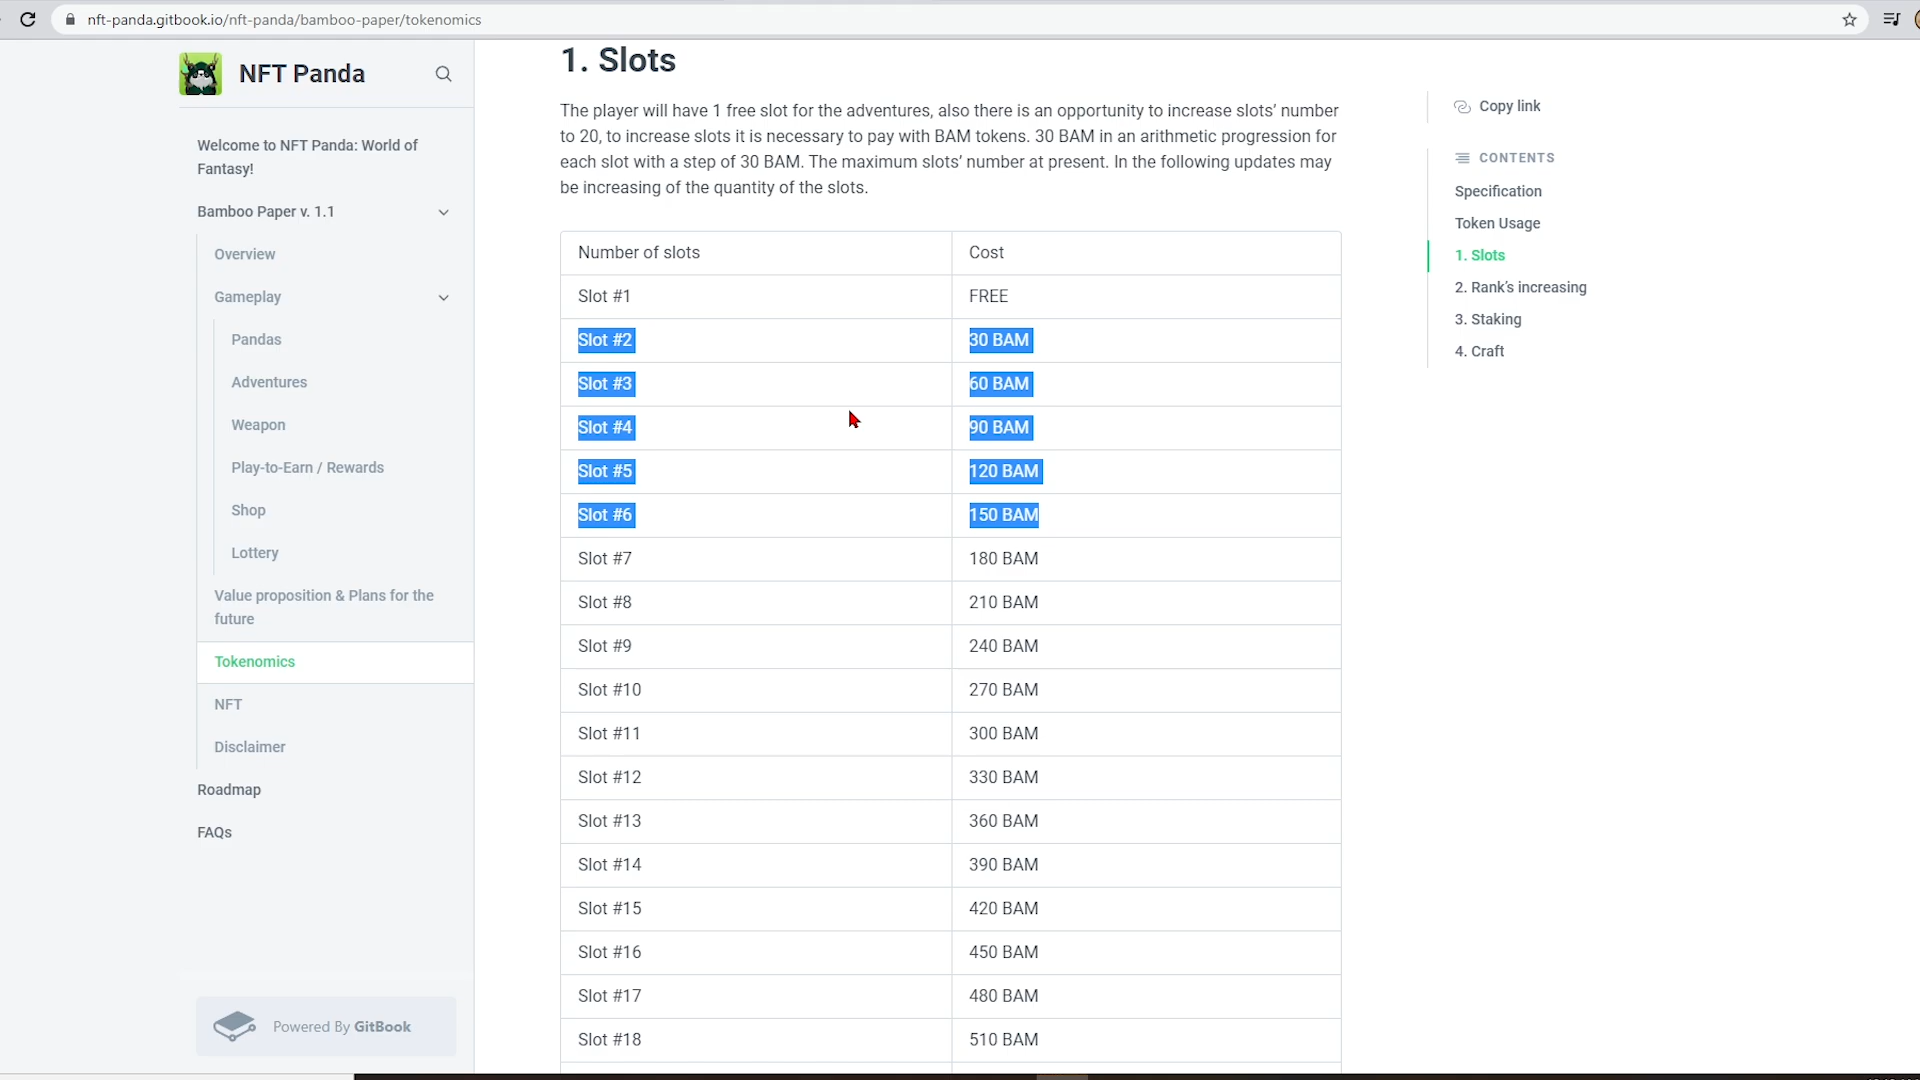 nft-panda.gitbook.io/nft-panda/bamboo-paper/tokenomics
NFT Panda
Welcome to NFT Panda: World of
Fantasy!
Bamboo Paper v. 1.1
Overview
Gameplay
Pandas
Adventures
Weapon
Play-to-Earn / Rewards
Shop
Lottery
Value proposition & Plans for the
future
Tokenomics
NFT
Disclaimer
Roadmap
FAQs
Powered By GitBook
1. Slots
The player will have 1 free slot for the adventures, also there is an opportunity to increase slots’ number
to 20, to increase slots it is necessary to pay with BAM tokens. 30 BAM in an arithmetic progression for
each slot with a step of 30 BAM. The maximum slots’ number at present. In the following updates may
be increasing of the quantity of the slots.
Number of slots Cost
Slot #1 FREE
Slot #2 30 BAM
Slot #3 60 BAM
Slot #4 90 BAM
Slot #5 120 BAM
Slot #6 150 BAM
Slot #7 180 BAM
Slot #8 210 BAM
Slot #9 240 BAM
Slot #10 270 BAM
Slot #11 300 BAM
Slot #12 330 BAM
Slot #13 360 BAM
Slot #14 390 BAM
Slot #15 420 BAM
Slot #16 450 BAM
Slot #17 480 BAM
Slot #18 510 BAM
Copy link
CONTENTS
Specification
Token Usage
1. Slots
2. Rank’s increasing
3. Staking
4. Craft